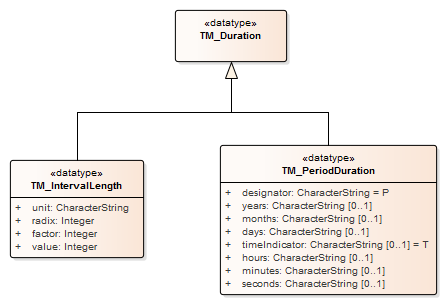 «datatype»
TM_Duration
«datatype»
TM_IntervalLength
+ unit: CharacterString
+ radix: Integer
+ factor: Integer
+ value: Integer
«datatype»
TM_PeriodDuration
+ designator: CharacterString = P
+ years: CharacterString [0..1]
+ months: CharacterString [0..1]
+ days: CharacterString [0..1]
+ timeIndicator: CharacterString [0..1] = T
+ hours: CharacterString [0..1]
+ minutes: CharacterString [0..1]
+ seconds: CharacterString [0..1]